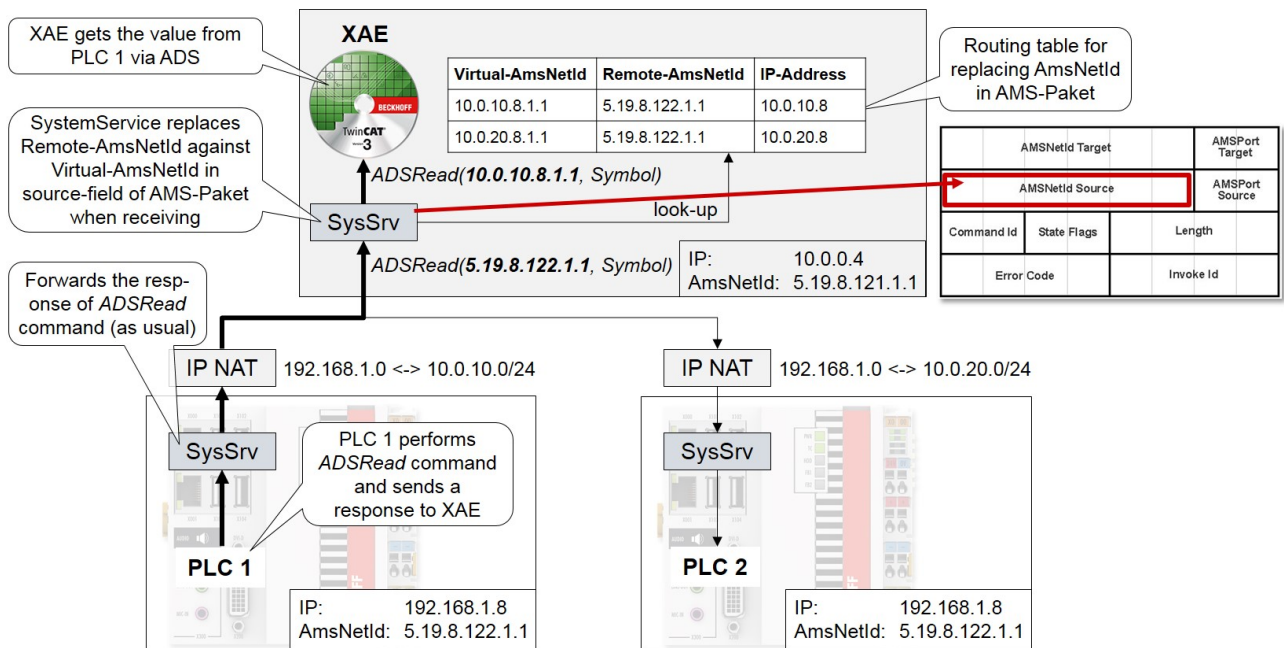 XAE gets the value from
PLC 1 via ADS
SystemService replaces
Remote-AmsNetId against
Virtual-AmsNetId in
source-field of AMS-Paket
when receiving
XAE
BECKHOFF
TwinCAT
3
Virtual-AmsNetId Remote-AmsNetId IP-Address
10.0.10.8.1.1 5.19.8.122.1.1 10.0.10.8
10.0.20.8.1.1 5.19.8.122.1.1 10.0.20.8
Routing table for
replacing AmsNetId
in AMS-Paket
AMSNetId Target AMSPort Target
AMSNetId Source AMSPort Source
Command Id State Flags Length
Error Code Invoke Id
ADSRead(10.0.10.8.1.1, Symbol)
look-up
SysSrv
ADSRead(5.19.8.122.1.1, Symbol)
IP: 10.0.0.4
AmsNetId: 5.19.8.121.1.1
Forwards the resp-
onse of ADSRead
command (as usual)
IP NAT 192.168.1.0 <-> 10.0.10.0/24
IP NAT 192.168.1.0 <-> 10.0.20.0/24
SysSrv
PLC 1 performs
ADSRead command
and sends a
response to XAE
PLC 1
IP: 192.168.1.8
AmsNetId: 5.19.8.122.1.1
SysSrv
PLC 2
IP: 192.168.1.8
AmsNetId: 5.19.8.122.1.1